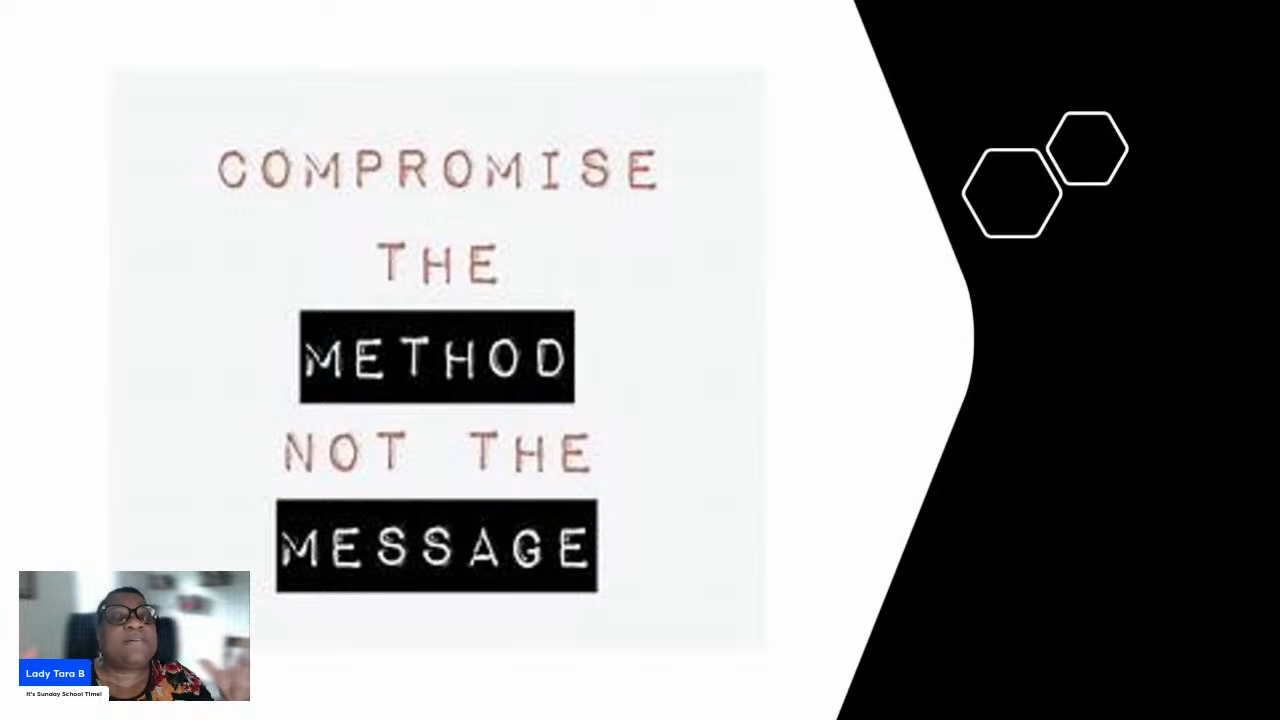 COMPROMISE
THE
METHOD
NOT THE
MESSAGE
Lady Tara B
It's Sunday School Time!